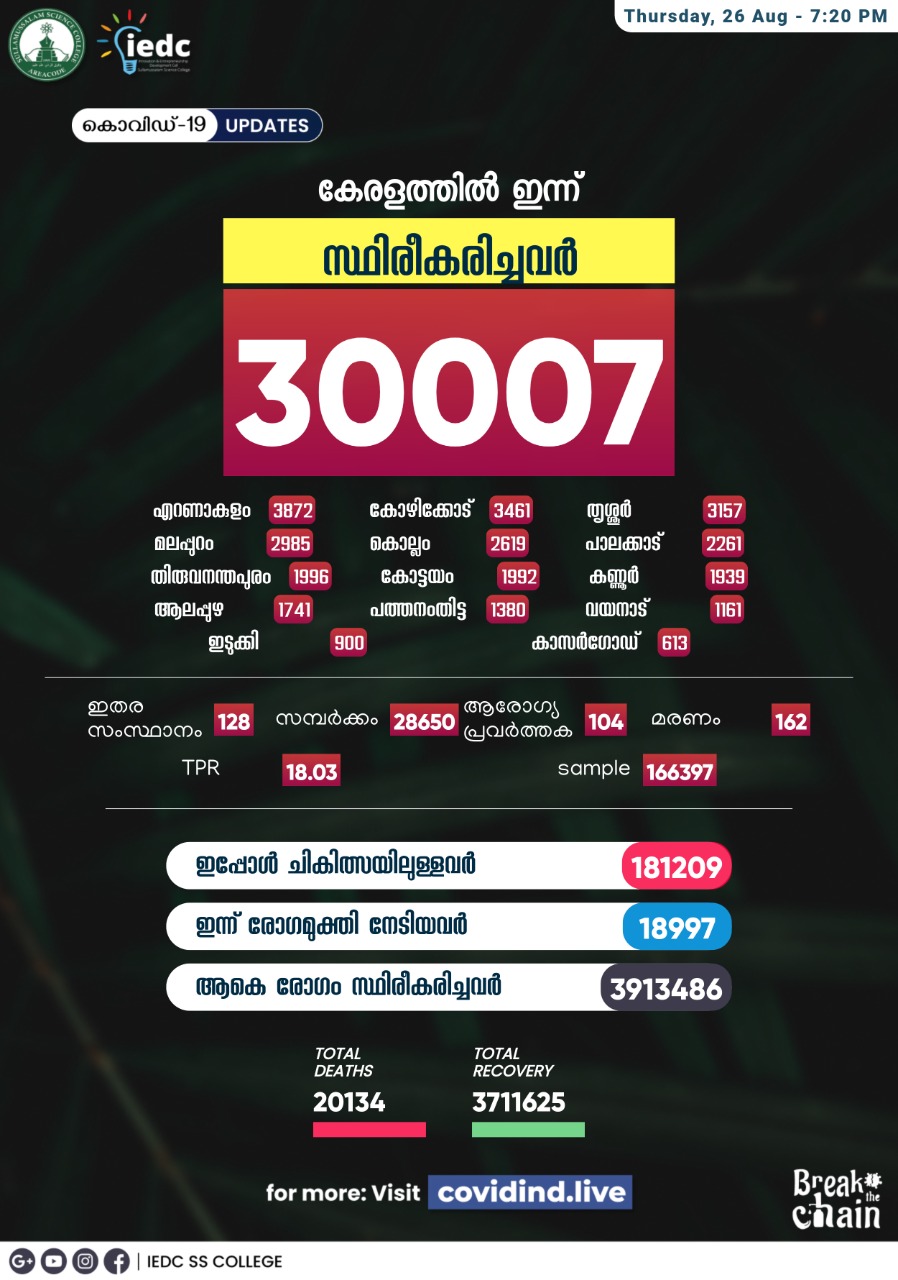 Thursday, 26 Aug - 7:20 PM
SULLAMUSSALAM SCIENCE COLLEGE
AREACODE
iedc
കൊവിഡ്-19 UPDATES
കേരളത്തിൽ ഇന്ന്
സ്ഥിരീകരിച്ചവർ
30007
എറണാകുളം 3872 കോഴിക്കോട് 3461 തൃശ്ശൂർ 3157
മലപ്പുറം 2985 കൊല്ലം 2619 പാലക്കാട് 2261
തിരുവനന്തപുരം 1996 കോട്ടയം 1992 കണ്ണൂർ 1939
ആലപ്പുഴ 1741 പത്തനംതിട്ട 1380 വയനാട് 1161
ഇടുക്കി 900 കാസർഗോഡ് 613
ഇതര സംസ്ഥാനം 128 സമ്പർക്കം 28650 ആരോഗ്യ പ്രവർത്തക 104 മരണം 162
TPR 18.03 sample 166397
ഇപ്പോൾ ചികിത്സയിലുള്ളവർ 181209
ഇന്ന് രോഗമുക്തി നേടിയവർ 18997
ആകെ രോഗം സ്ഥിരീകരിച്ചവർ 3913486
TOTAL DEATHS
20134
TOTAL RECOVERY
3711625
for more: Visit covidind.live
Break the chain
G+ f | IEDC SS COLLEGE